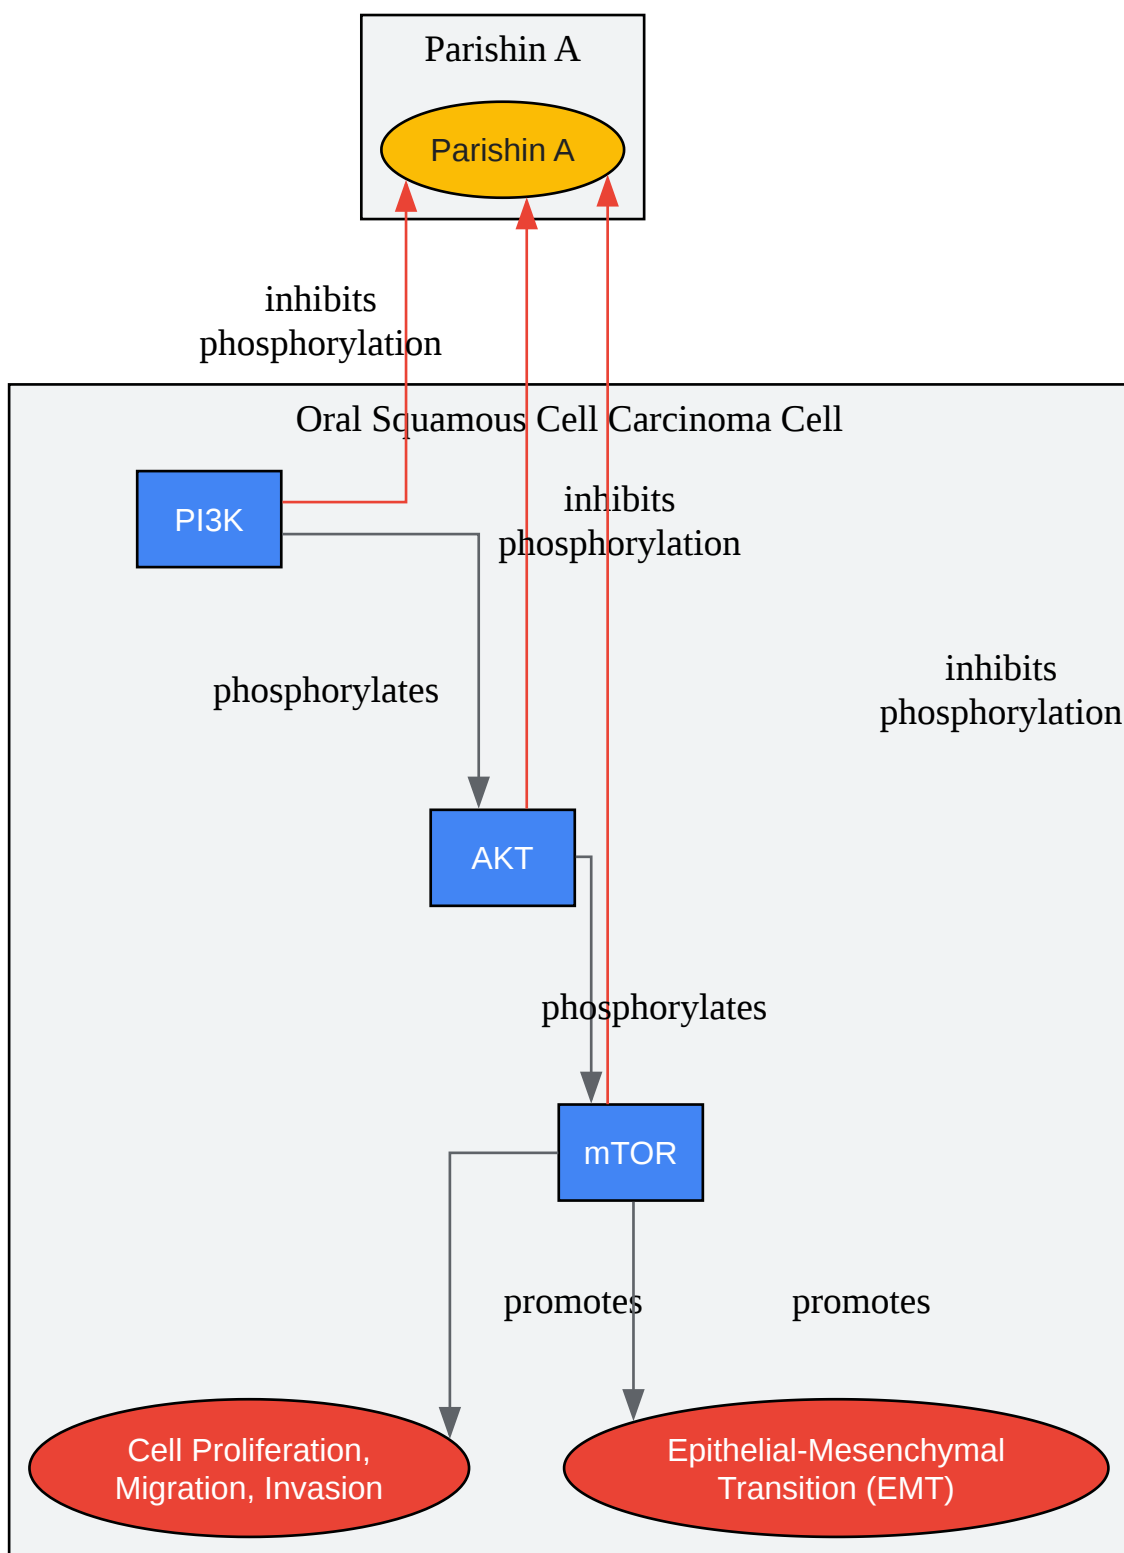 Parishin A
Parishin A
inhibits
phosphorylation
Oral Squamous Cell Carcinoma Cell
PI3K
inhibits
phosphorylation
phosphorylates
inhibits
phosphorylation
AKT
phosphorylates
mTOR
promotes
promotes
Cell Proliferation,
Migration, Invasion
Epithelial-Mesenchymal
Transition (EMT)